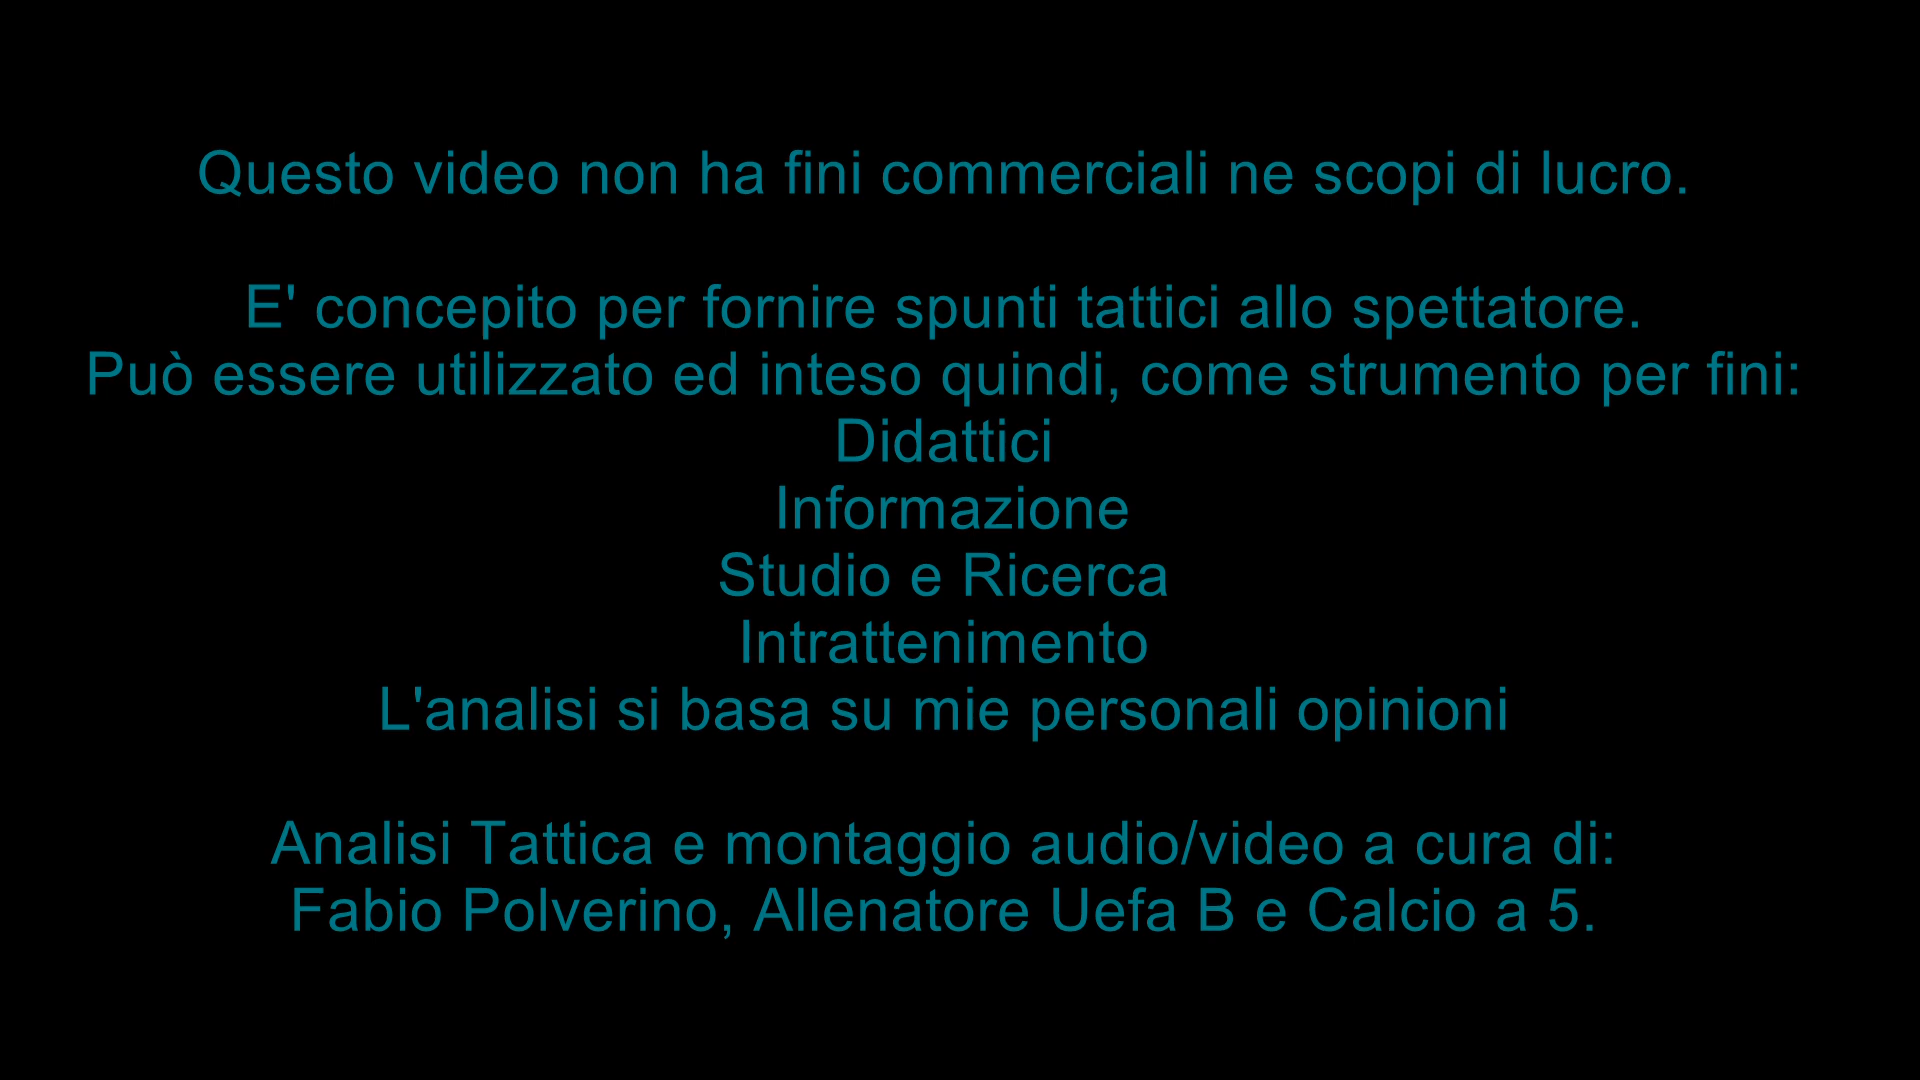 Questo video non ha fini commerciali ne scopi di lucro.
E' concepito per fornire spunti tattici allo spettatore.
Può essere utilizzato ed inteso quindi, come strumento per fini:
Didattici
Informazione
Studio e Ricerca
Intrattenimento
L'analisi si basa su mie personali opinioni
Analisi Tattica e montaggio audio/video a cura di:
Fabio Polverino, Allenatore Uefa B e Calcio a 5.